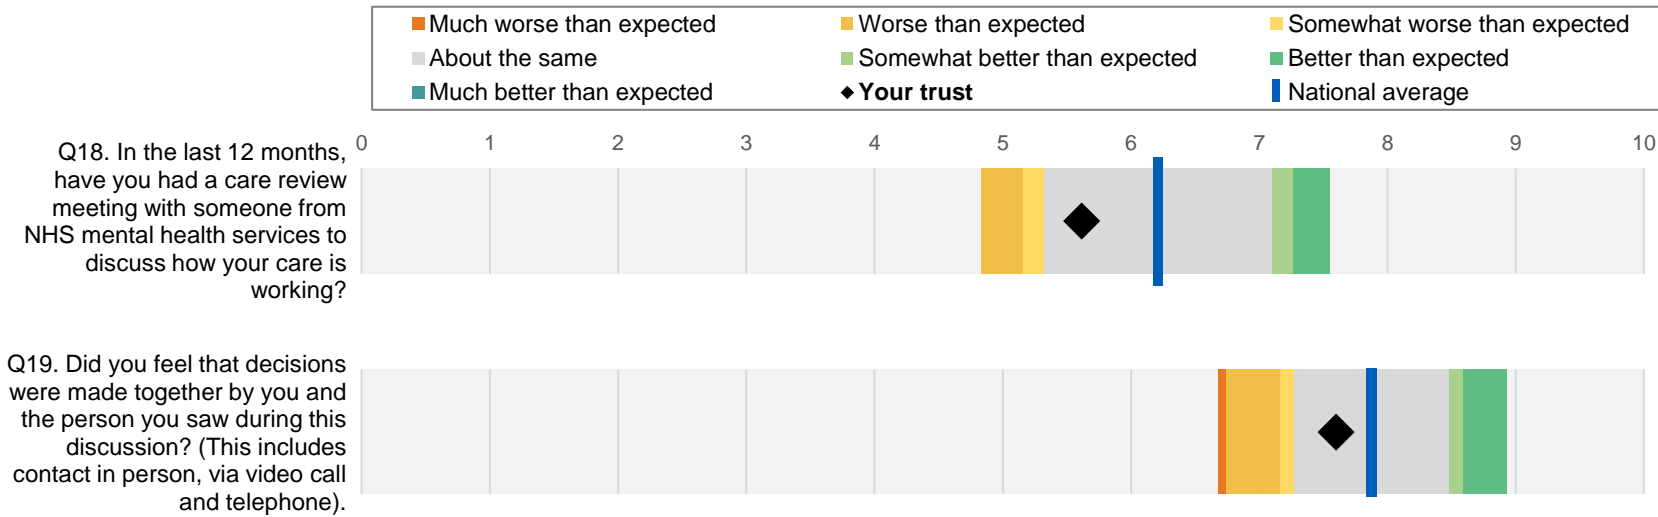 Much worse than expected
Worse than expected
Somewhat worse than expected
About the same
Somewhat better than expected
Better than expected
Much better than expected
Your trust
National average
0 1 2 3 4 5 6 7 8 9 10
Q18. In the last 12 months,
have you had a care review
meeting with someone from
NHS mental health services to
discuss how your care is
working?
Q19. Did you feel that decisions
were made together by you and
the person you saw during this
discussion? (This includes
contact in person, via video call
and telephone).